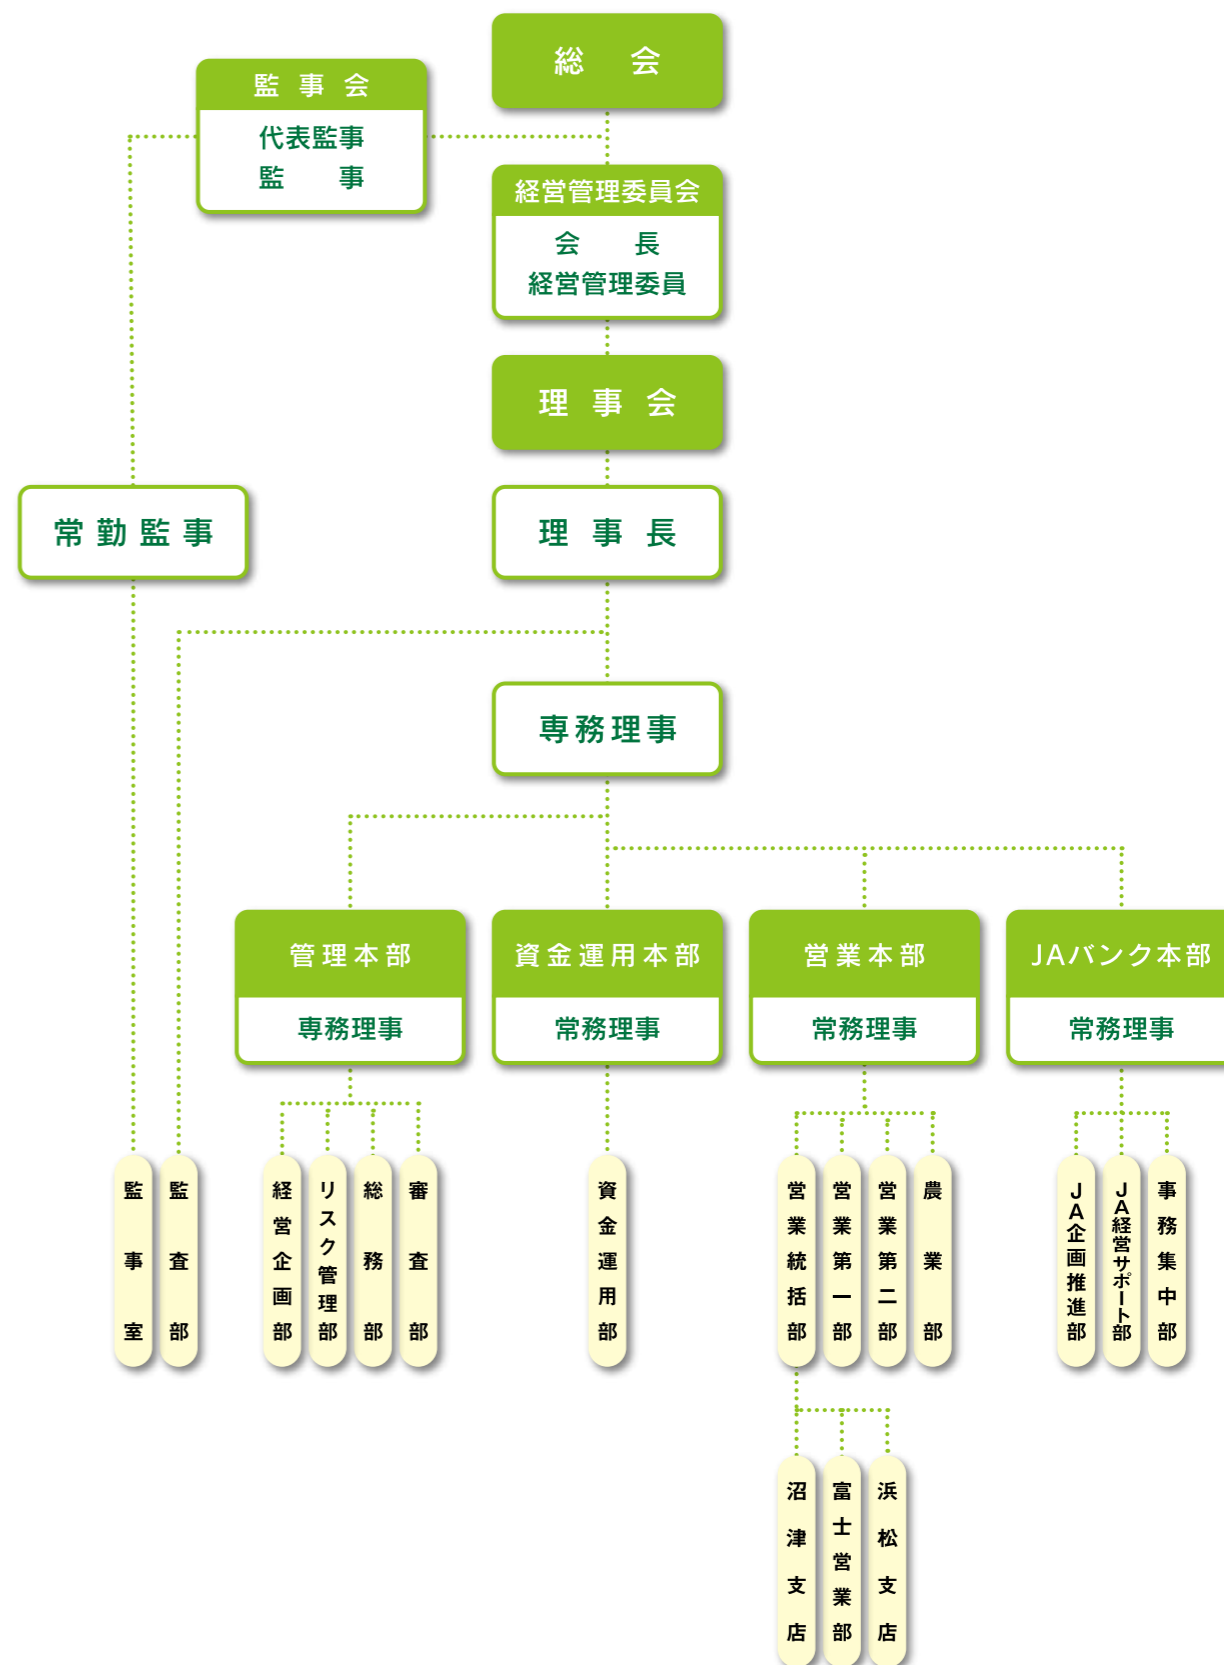 総会
監事会
代表監事
監事
経営管理委員会
会長
経営管理委員
理事会
常勤監事
理事長
専務理事
管理本部
専務理事
資金運用本部
常務理事
営業本部
常務理事
JAバンク本部
常務理事
監事室
監査部
経営企画部
リスク管理部
総務部
審査部
資金運用部
営業統括部
営業第一部
営業第二部
農業部
JA企画推進部
JA経営サポート部
事務集中部
沼津支店
富士営業部
浜松支店